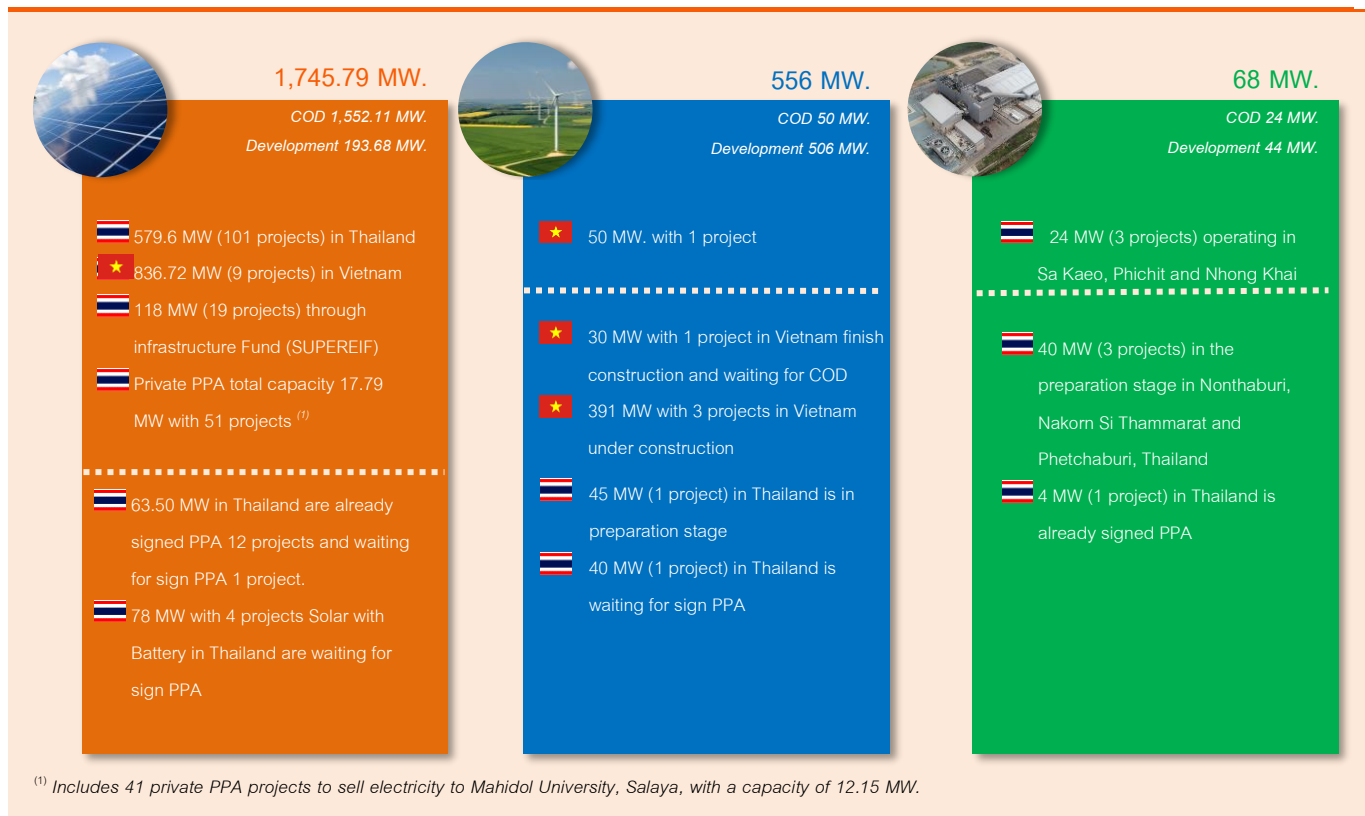 1,745.79 MW.
COD 1,552.11 MW.
Development 193.68 MW.
579.6 MW (101 projects) in Thailand
836.72 MW (9 projects) in Vietnam
118 MW (19 projects) through
infrastructure Fund (SUPEREIF)
Private PPA total capacity 17.79
MW with 51 projects (1)
63.50 MW in Thailand are already
signed PPA 12 projects and waiting
for sign PPA 1 project.
78 MW with 4 projects Solar with
Battery in Thailand are waiting for
sign PPA
556 MW.
COD 50 MW.
Development 506 MW.
50 MW. with 1 project
30 MW with 1 project in Vietnam finish
construction and waiting for COD
391 MW with 3 projects in Vietnam
under construction
45 MW (1 project) in Thailand is in
preparation stage
40 MW (1 project) in Thailand is
waiting for sign PPA
68 MW.
COD 24 MW.
Development 44 MW.
24 MW (3 projects) operating in
Sa Kaeo, Phichit and Nhong Khai
40 MW (3 projects) in the
preparation stage in Nonthaburi,
Nakorn Si Thammarat and
Phetchaburi, Thailand
4 MW (1 project) in Thailand is
already signed PPA
(1) Includes 41 private PPA projects to sell electricity to Mahidol University, Salaya, with a capacity of 12.15 MW.